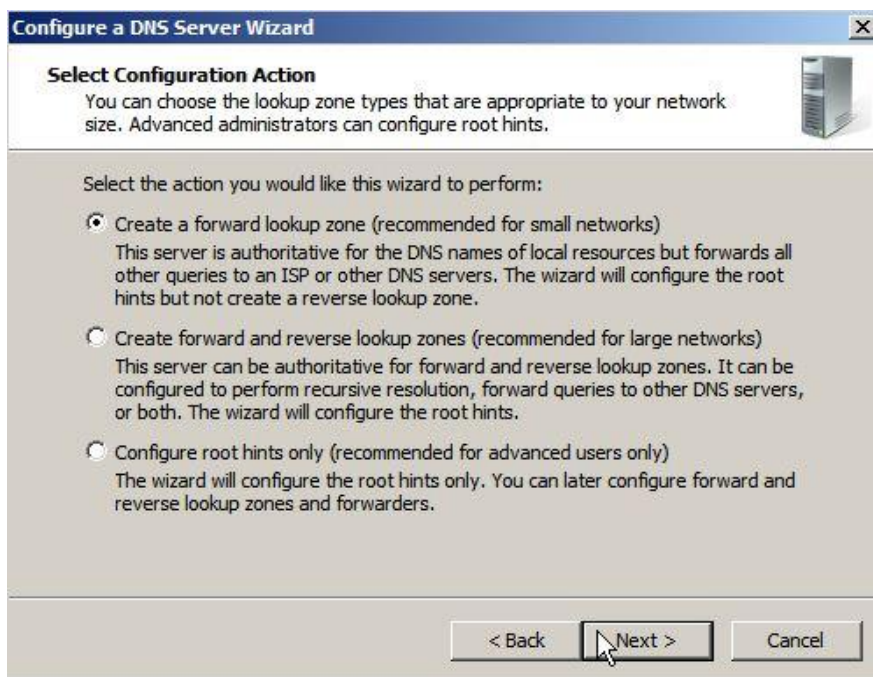 Configure a DNS Server Wizard
Select Configuration Action
You can choose the lookup zone types that are appropriate to your network
size. Advanced administrators can configure root hints.
Select the action you would like this wizard to perform:
Create a forward lookup zone (recommended for small networks)
This server is authoritative for the DNS names of local resources but forwards all
other queries to an ISP or other DNS servers. The wizard will configure the root
hints but not create a reverse lookup zone.
Create forward and reverse lookup zones (recommended for large networks)
This server can be authoritative for forward and reverse lookup zones. It can be
configured to perform recursive resolution, forward queries to other DNS servers,
or both. The wizard will configure the root hints.
Configure root hints only (recommended for advanced users only)
The wizard will configure the root hints only. You can later configure forward and
reverse lookup zones and forwarders.
< Back Next > Cancel